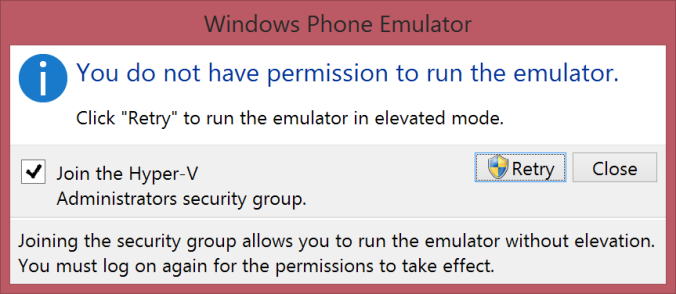 Windows Phone Emulator
You do not have permission to run the emulator.
Click "Retry" to run the emulator in elevated mode.
Join the Hyper-V
Administrators security group.
Retry
Close
Joining the security group allows you to run the emulator without elevation.
You must log on again for the permissions to take effect.